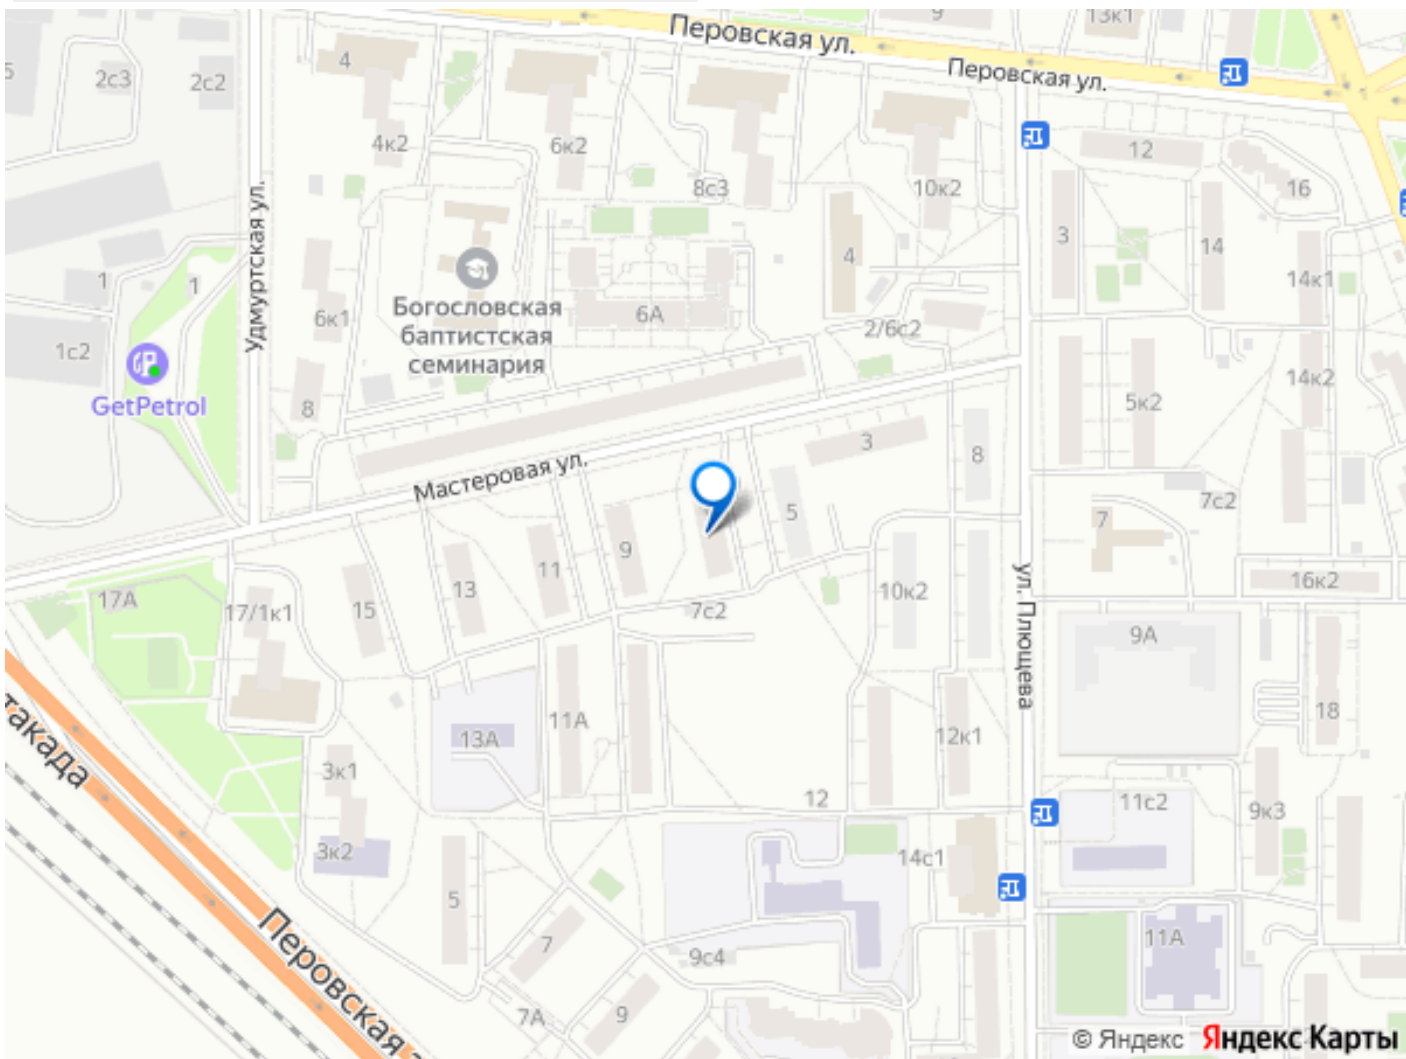 9
13к1
Перовская ул.
Перовская ул.
4
5
2с3
2с2
4к2
6к2
8с3
10к2
12
16
Удмуртская ул.
3
14
4
14к1
1
1
6к1
Богословская
баптистская
семинария
6А
2/6с2
1с2
GetPetrol
8
14к2
5к2
3
8
Мастеровая ул.
7с2
5
7
9
11
13
15
17А
17/1к1
7с2
10к2
ул. Плющева
16к2
9А
11А
13А
12к1
18
такада
3к1
3к2
12
11с2
9к3
14с1
5
7
9с4
11А
Перовская э
7А
9
© Яндекс Яндекс Карты